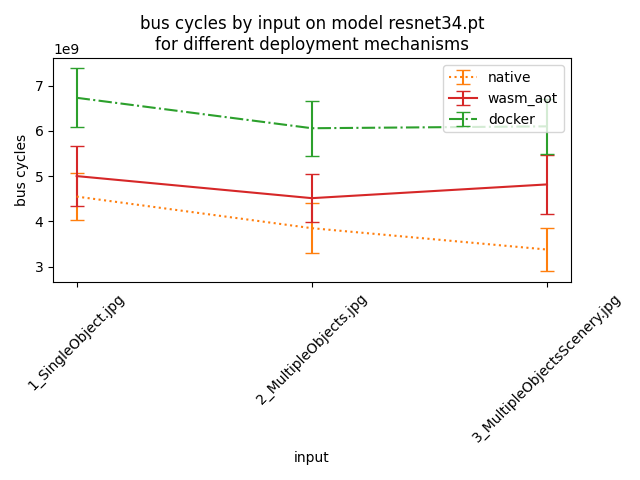 bus cycles by input on model resnet34.pt
for different deployment mechanisms
1e9
7
6
5
4
3
bus cycles
native
wasm_aot
docker
1_SingleObject.jpg
2_MultipleObjects.jpg
3_MultipleObjectsScenery.jpg
input